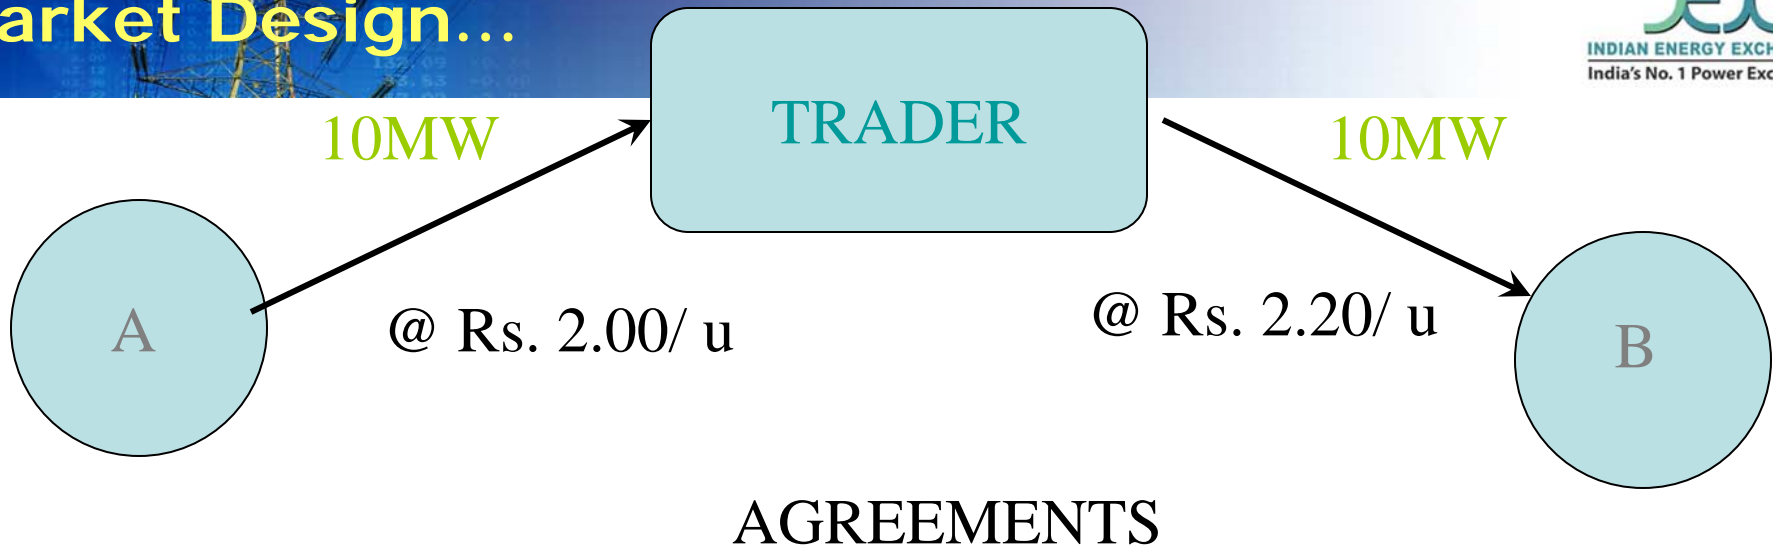 arket Design...
INDIAN ENERGY EXCH
India's No. 1 Power Exc
TRADER
10MW
10MW
@ Rs. 2.00/ u
@ Rs. 2.20/ u
A
B
AGREEMENTS